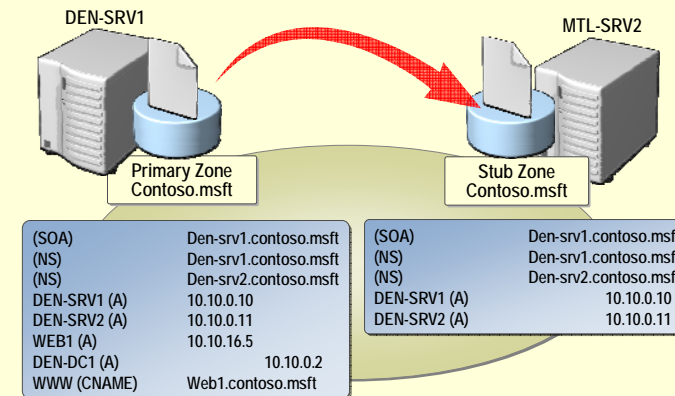 DEN-SRV1
MTL-SRV2
Primary Zone
Contoso.msft
Stub Zone
Contoso.msft
(SOA) Den-srv1.contoso.msft
(NS) Den-srv1.contoso.msft
(NS) Den-srv2.contoso.msft
DEN-SRV1 (A) 10.10.0.10
DEN-SRV2 (A) 10.10.0.11
WEB1 (A) 10.10.16.5
DEN-DC1 (A) 10.10.0.2
WWW (CNAME) Web1.contoso.msft
(SOA) Den-srv1.contoso.msf
(NS) Den-srv1.contoso.msf
(NS) Den-srv2.contoso.msf
DEN-SRV1 (A) 10.10.0.10
DEN-SRV2 (A) 10.10.0.11